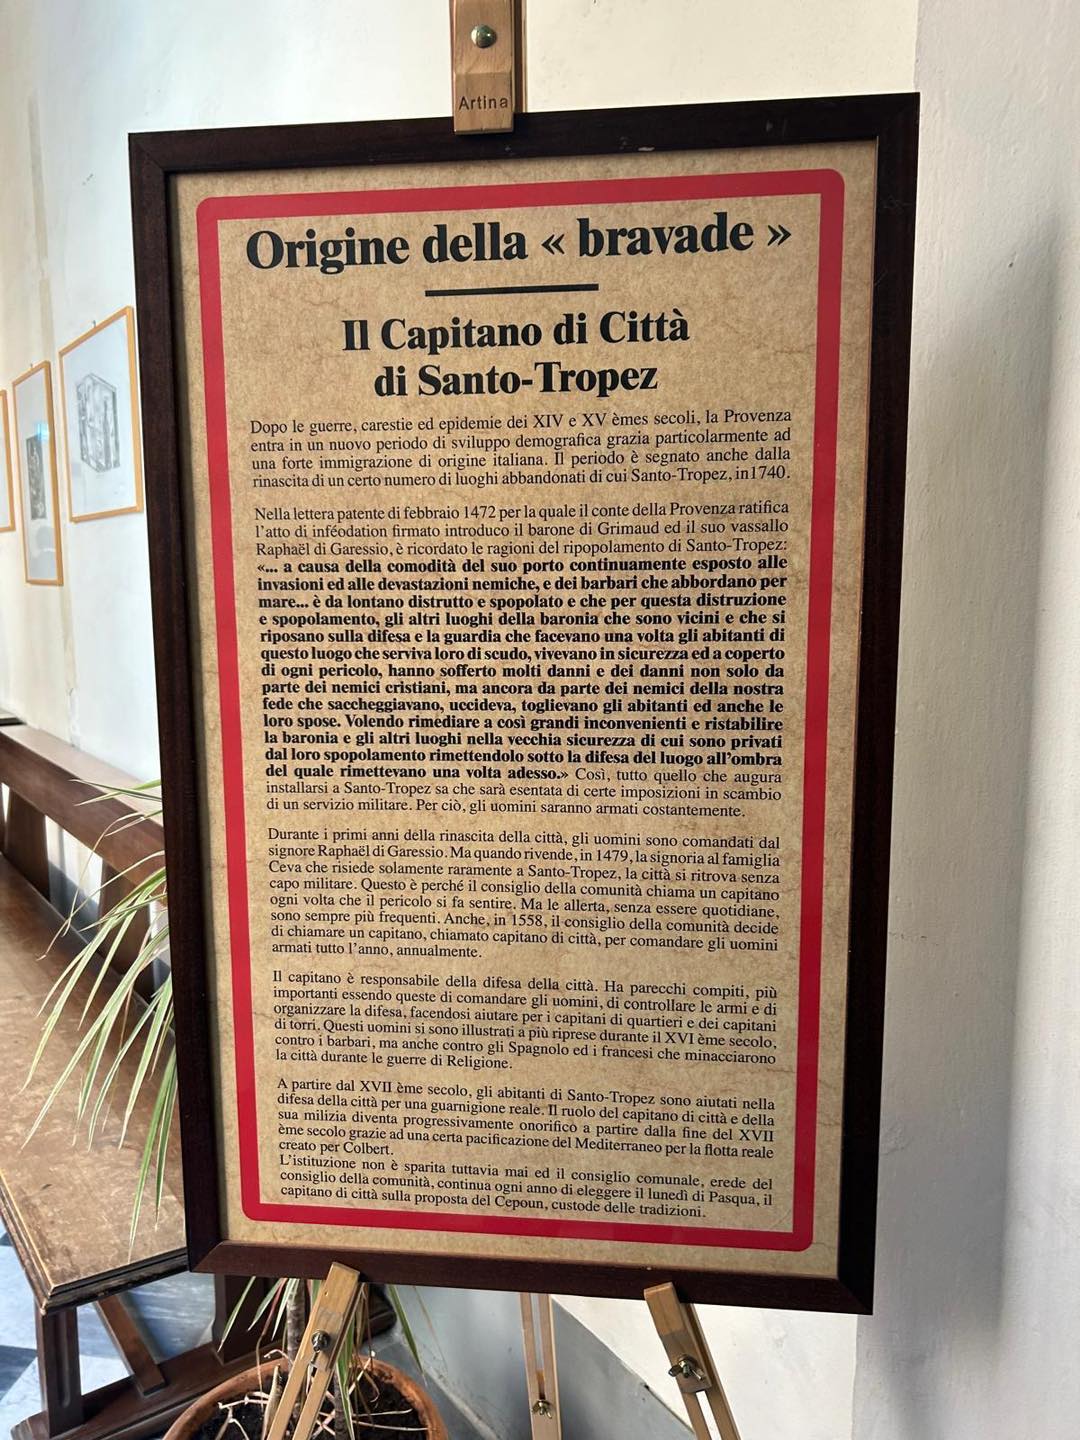 Artina
Origine della « bravade »
Il Capitano di Città
di Santo-Tropez
Dopo le guerre, carestie ed epidemie dei XIV e XV èmes secoli, la Provenza
entra in un nuovo periodo di sviluppo demografica grazia particolarmente ad
una forte immigrazione di origine italiana. Il periodo è segnato anche dalla
rinascita di un certo numero di luoghi abbandonati di cui Santo-Tropez, in1740.
Nella lettera patente di febbraio 1472 per la quale il conte della Provenza ratifica
l'atto di inféodation firmato introduco il barone di Grimaud ed il suo vassallo
Raphaël di Garessio, è ricordato le ragioni del ripopolamento di Santo-Tropez:
«... a causa della comodità del suo porto continuamente esposto alle
invasioni ed alle devastazioni nemiche, e dei barbari che abbordano per
mare... è da lontano distrutto e spopolato e che per questa distruzione
e spopolamento, gli altri luoghi della baronia che sono vicini e che si
riposano sulla difesa e la guardia che facevano una volta gli abitanti di
questo luogo che serviva loro di scudo, vivevano in sicurezza ed a coperto
di ogni pericolo, hanno sofferto molti danni e dei danni non solo da
parte dei nemici cristiani, ma ancora da parte dei nemici della nostra
fede che saccheggiavano, uccideva, toglievano gli abitanti ed anche le
loro spose. Volendo rimediare a così grandi inconvenienti e ristabilire
la baronia e gli altri luoghi nella vecchia sicurezza di cui sono privati
dal loro spopolamento rimettendolo sotto la difesa del luogo all'ombra
del quale rimettevano una volta adesso.» Così, tutto quello che augura
installarsi a Santo-Tropez sa che sarà esentata di certe imposizioni in scambio
di un servizio militare. Per ciò, gli uomini saranno armati costantemente.
Durante i primi anni della rinascita della città, gli uomini sono comandati dal
signore Raphaël di Garessio. Ma quando rivende, in 1479, la signoria al famiglia
Ceva che risiede solamente raramente a Santo-Tropez, la città si ritrova senza
capo militare. Questo è perché il consiglio della comunità chiama un capitano
ogni volta che il pericolo si fa sentire. Ma le allerta, senza essere quotidiane,
sono sempre più frequenti. Anche, in 1558, il consiglio della comunità decide
di chiamare un capitano, chiamato capitano di città, per comandare gli uomini
armati tutto l'anno, annualmente.
Il capitano è responsabile della difesa della città. Ha parecchi compiti, più
importanti essendo queste di comandare gli uomini, di controllare le armi e di
organizzare la difesa, facendosi aiutare per i capitani di quartieri e dei capitani
di torri. Questi uomini si sono illustrati a più riprese durante il XVI ème secolo,
contro i barbari, ma anche contro gli Spagnolo ed i francesi che minacciarono
la città durante le guerre di Religione.
A partire dal XVII ème secolo, gli abitanti di Santo-Tropez sono aiutati nella
difesa della città per una guarnigione reale. Il ruolo del capitano di città e della
sua milizia diventa progressivamente onorifico a partire dalla fine del XVII
ème secolo grazie ad una certa pacificazione del Mediterraneo per la flotta reale
creato per Colbert.
L'istituzione non è sparita tuttavia mai ed il consiglio comunale, erede del
consiglio della comunità, continua ogni anno di eleggere il lunedì di Pasqua, il
capitano di città sulla proposta del Cepoun, custode delle tradizioni.